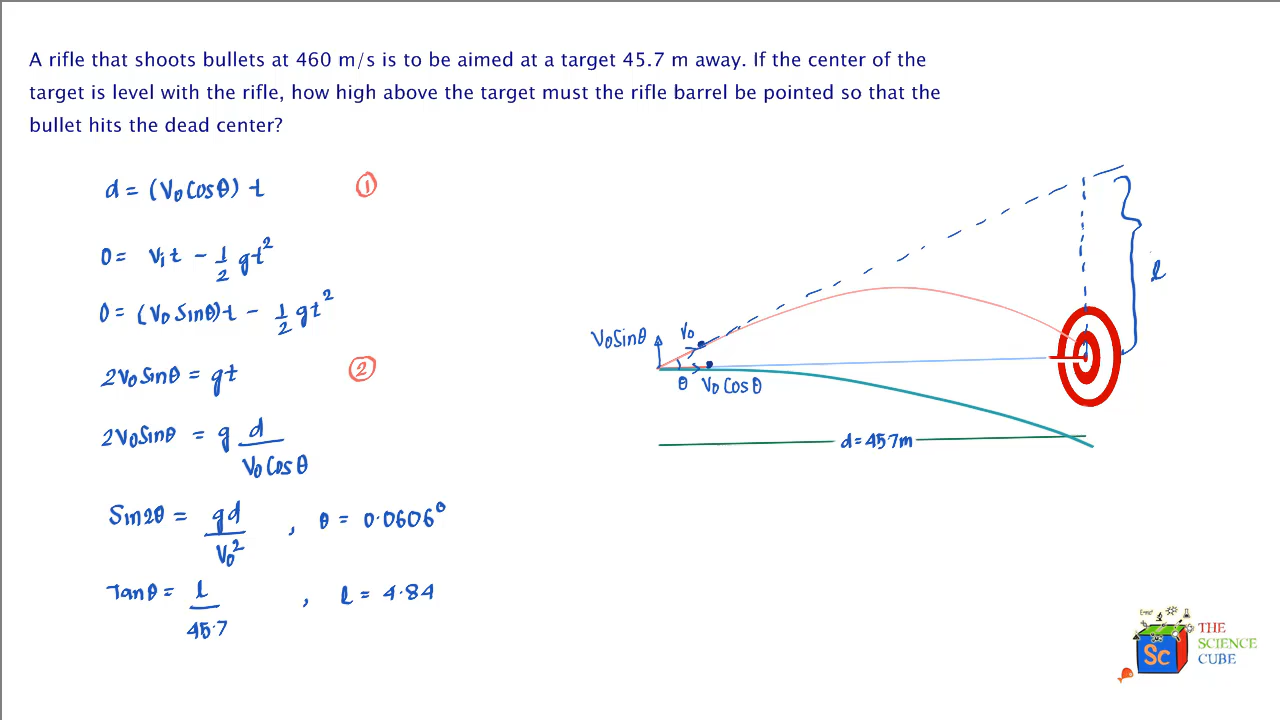 A rifle that shoots bullets at 460 m/s is to be aimed at a target 45.7 m away. If the center of the
target is level with the rifle, how high above the target must the rifle barrel be pointed so that the
bullet hits the dead center?
d = (V₀ Cosθ) t ①
0 = Vᵢt - 1/2 gt²
0 = (V₀ Sinθ)t - 1/2 gt²
2V₀Sinθ = gt ②
2V₀Sinθ = g d/V₀ Cosθ
Sin2θ = gd/V₀² , θ = 0.0606°
Tanθ = l/45.7 , l = 4.84
l
V₀Sinθ
V₀
θ V₀ Cosθ
d = 45.7m
E=mc²
Sc
THE
SCIENCE
CUBE